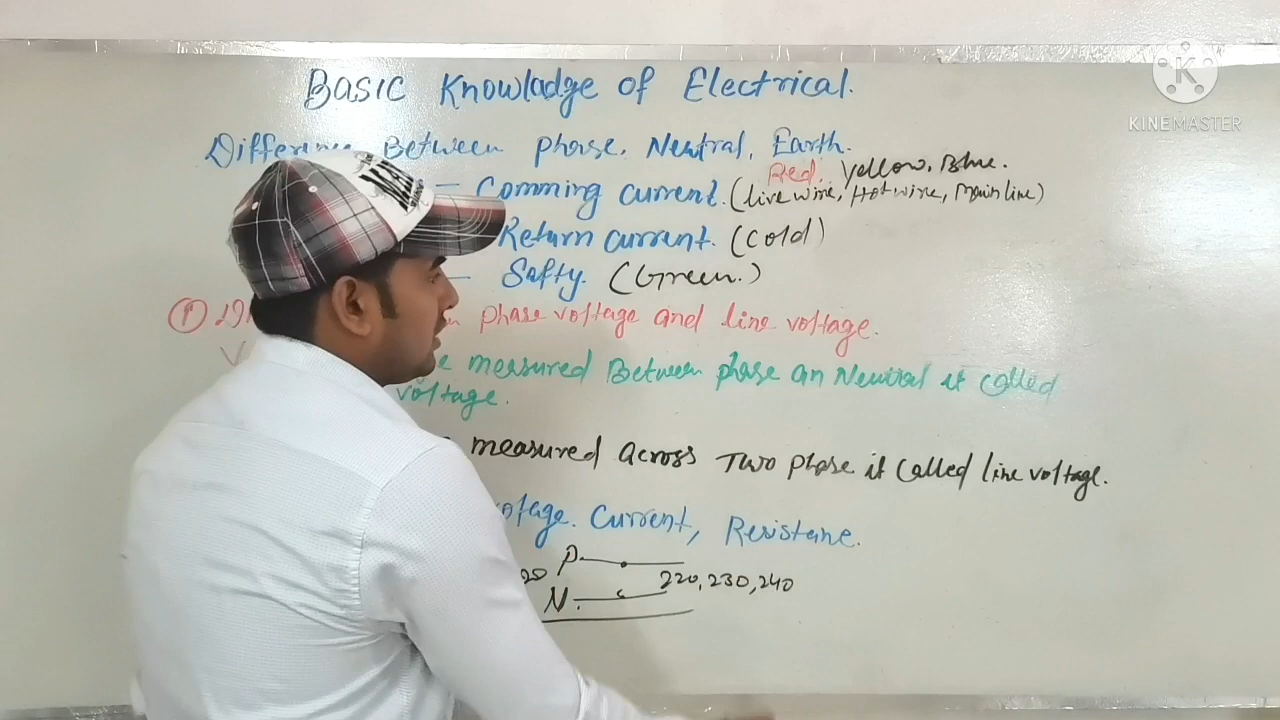 KINEMASTER
BASIC Knowladge of Electrical.
Between phase, Neutral, Earth.
Red, Yellow, Blue.
— Comming current. (live wire, Hot wire, Main line)
Return current. (Cold)
— Safty. (Green.)
① phase voltage and line voltage.
measured Between phase an Neutral it called
voltage.
measured across Two phase it called line voltage.
Current, Resistane.
P
220, 230, 240
N